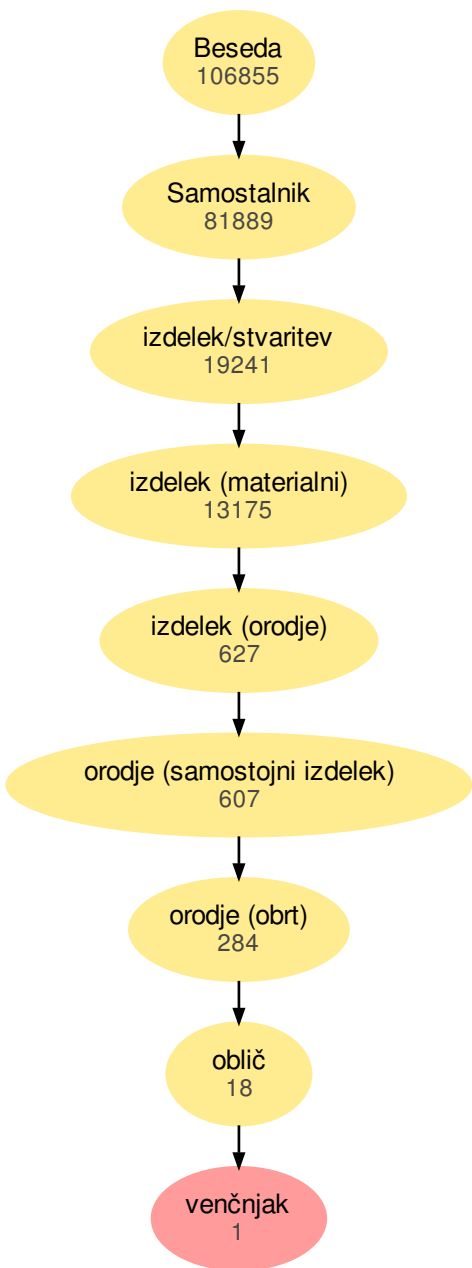 Beseda
106855
Samostalnik
81889
izdelek/stvaritev
19241
izdelek (materialni)
13175
izdelek (orodje)
627
orodje (samostojni izdelek)
607
orodje (obrt)
284
oblič
18
venčnjak
1